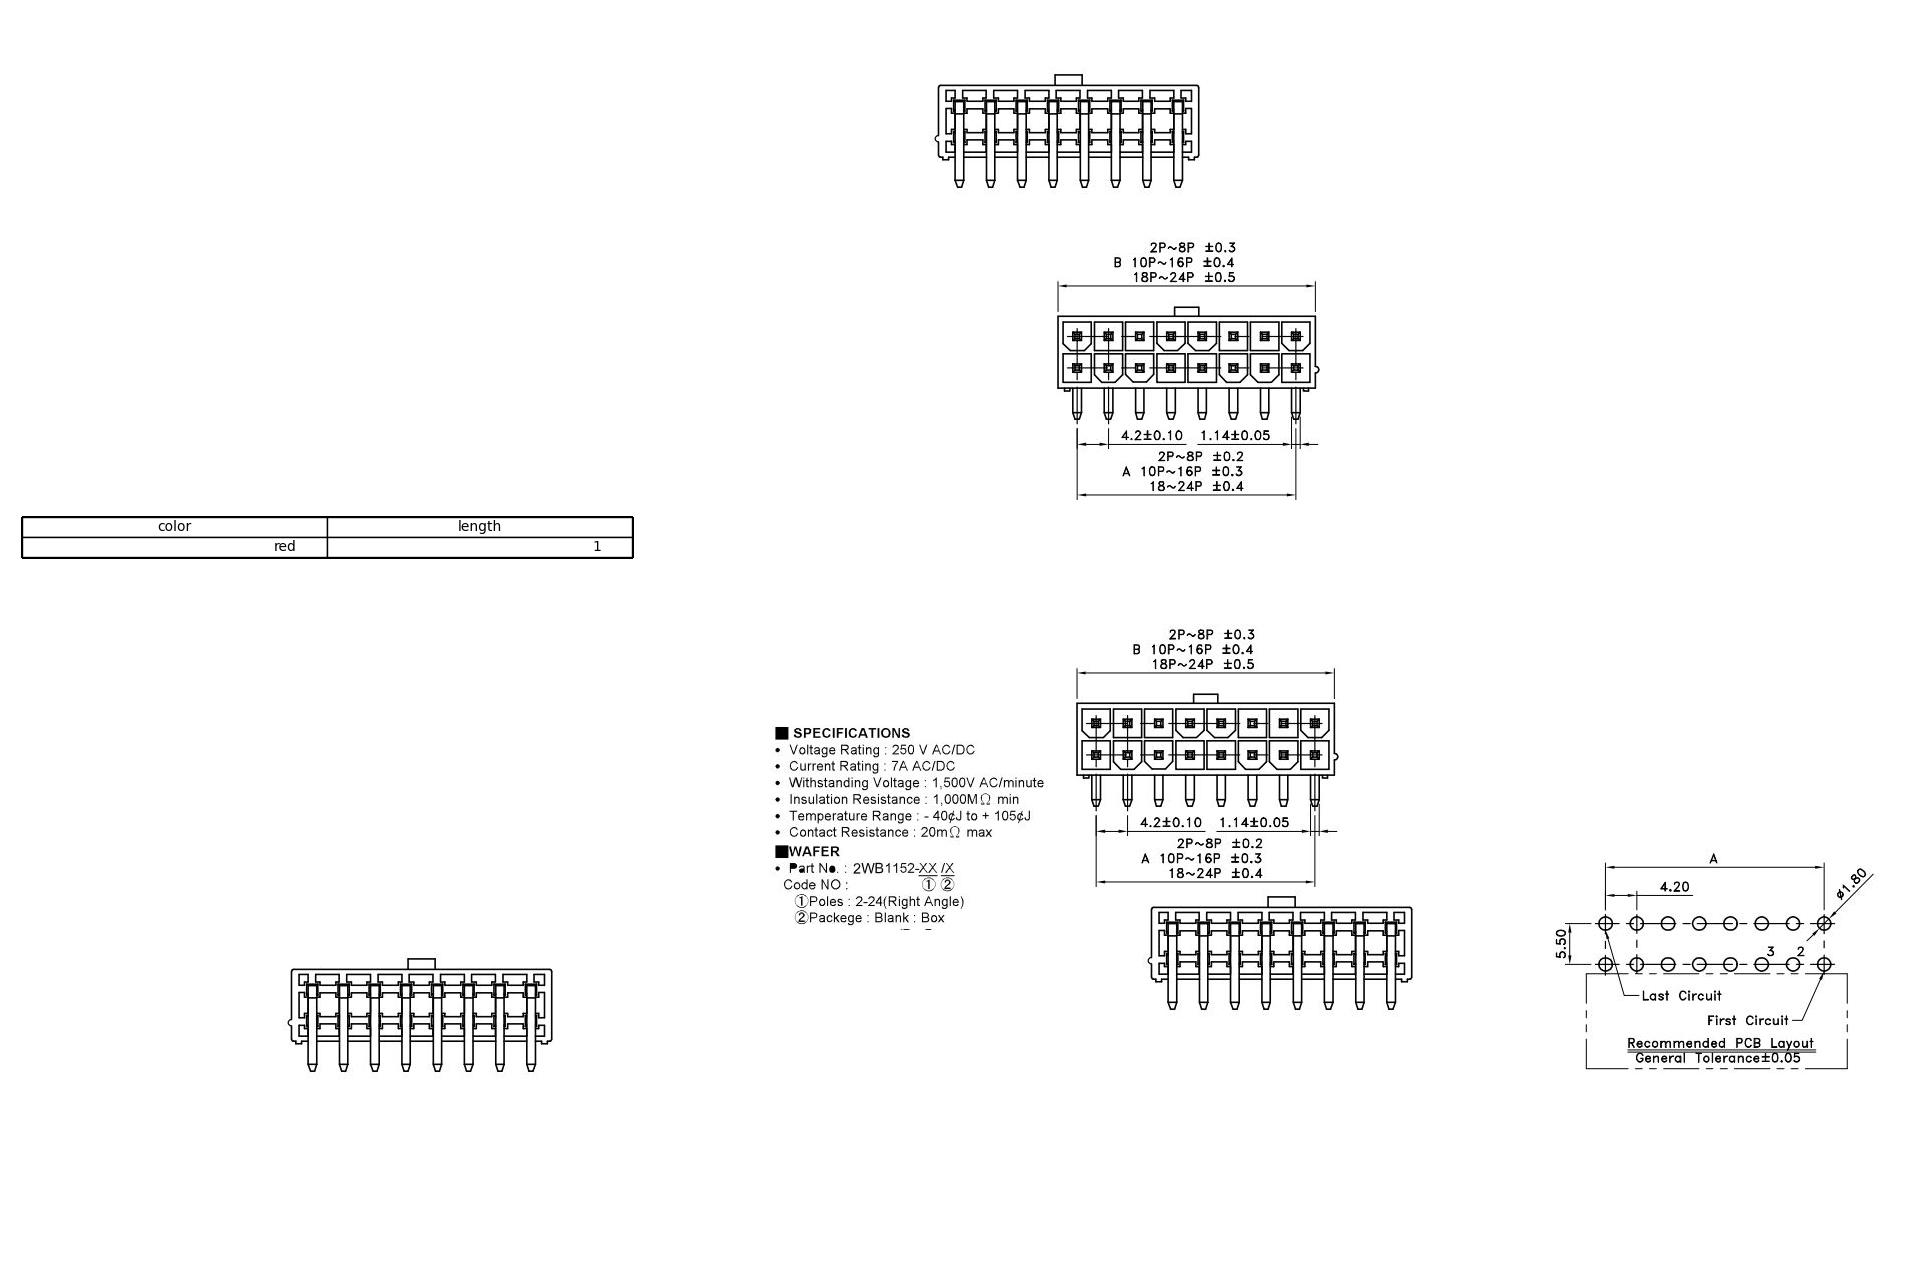 2P~8P ±0.3
B 10P~16P ±0.4
18P~24P ±0.5
4.2±0.10 1.14±0.05
2P~8P ±0.2
A 10P~16P ±0.3
18~24P ±0.4
color length
red 1
2P~8P ±0.3
B 10P~16P ±0.4
18P~24P ±0.5
4.2±0.10 1.14±0.05
2P~8P ±0.2
A 10P~16P ±0.3
18~24P ±0.4
■ SPECIFICATIONS
• Voltage Rating : 250 V AC/DC
• Current Rating : 7A AC/DC
• Withstanding Voltage : 1,500V AC/minute
• Insulation Resistance : 1,000MΩ min
• Temperature Range : - 40¢J to + 105¢J
• Contact Resistance : 20mΩ max
■WAFER
• Part No. : 2WB1152-XX /X
Code NO : ① ②
①Poles : 2-24(Right Angle)
②Packege : Blank : Box
A
4.20
ø1.80
5.50
3 2
Last Circuit
First Circuit
Recommended PCB Layout
General Tolerance±0.05